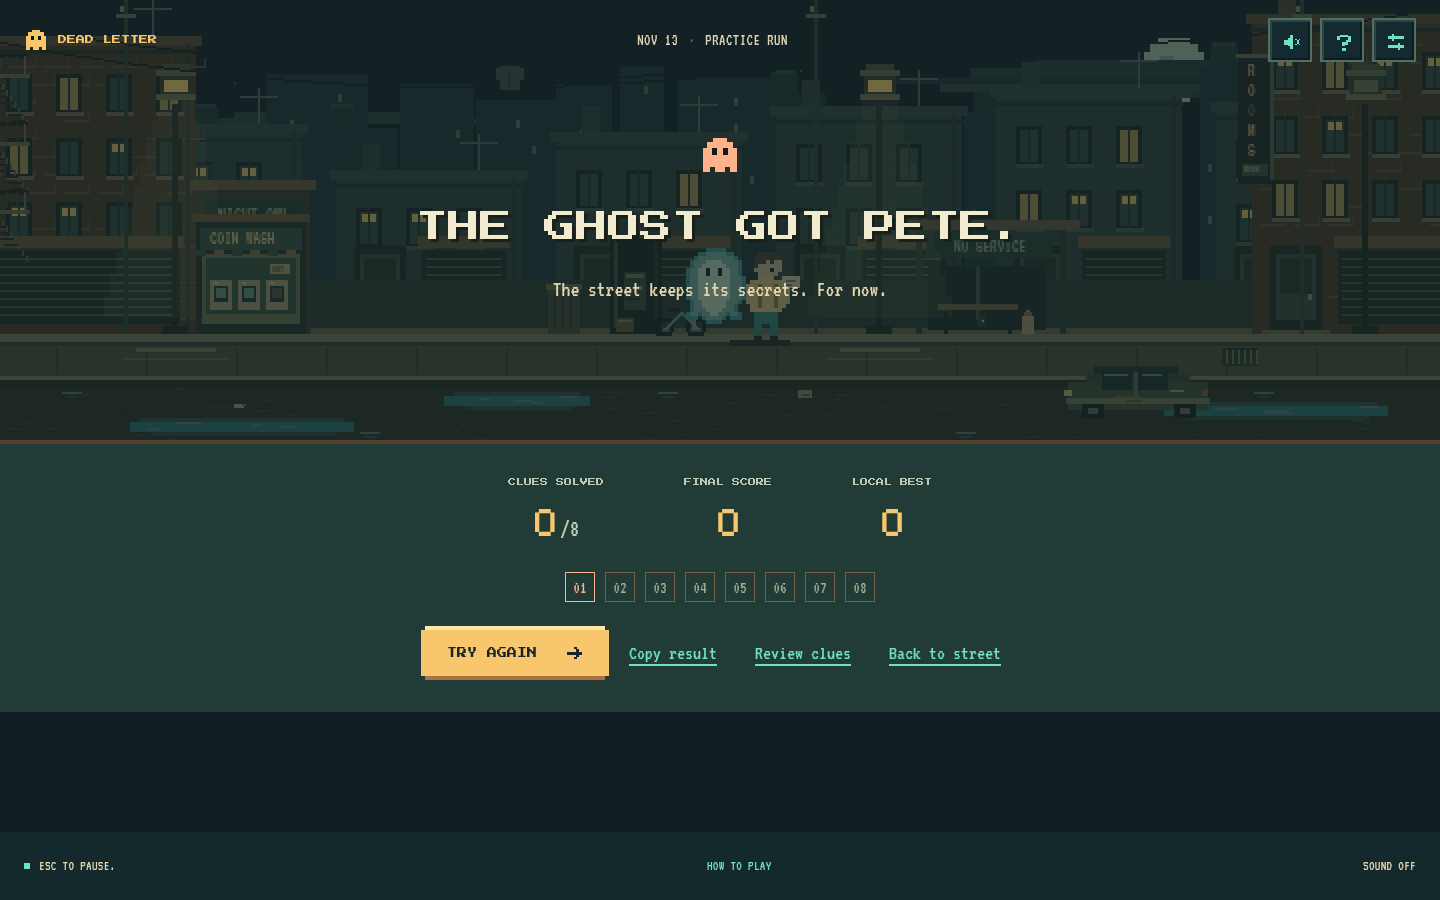 DEAD LETTER
NOV 13 · PRACTICE RUN
ROOMS
THE GHOST GOT PETE.
COIN WASH
NO SERVICE
The street keeps its secrets. For now.
CLUES SOLVED
FINAL SCORE
LOCAL BEST
0/8
0
0
01 02 03 04 05 06 07 08
TRY AGAIN
Copy result
Review clues
Back to street
ESC TO PAUSE.
HOW TO PLAY
SOUND OFF